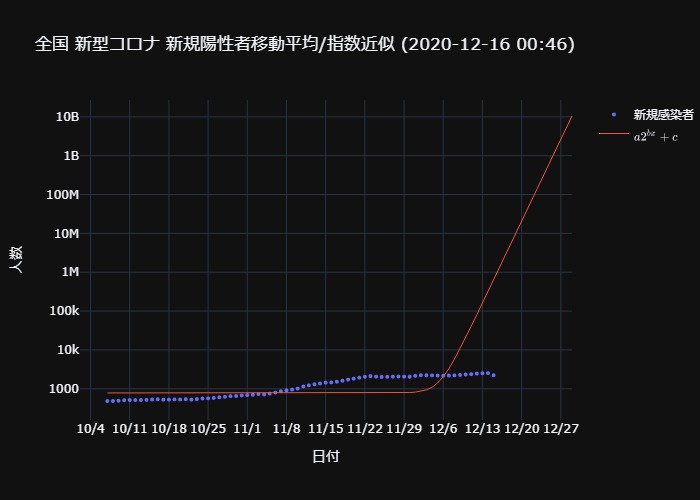 全国 新型コロナ 新規陽性者移動平均/指数近似 (2020-12-16 00:46)
10B
1B
100M
10M
1M
100k
10k
1000
人数
10/4 10/11 10/18 10/25 11/1 11/8 11/15 11/22 11/29 12/6 12/13 12/20 12/27
日付
新規感染者
a2^{bx} + c